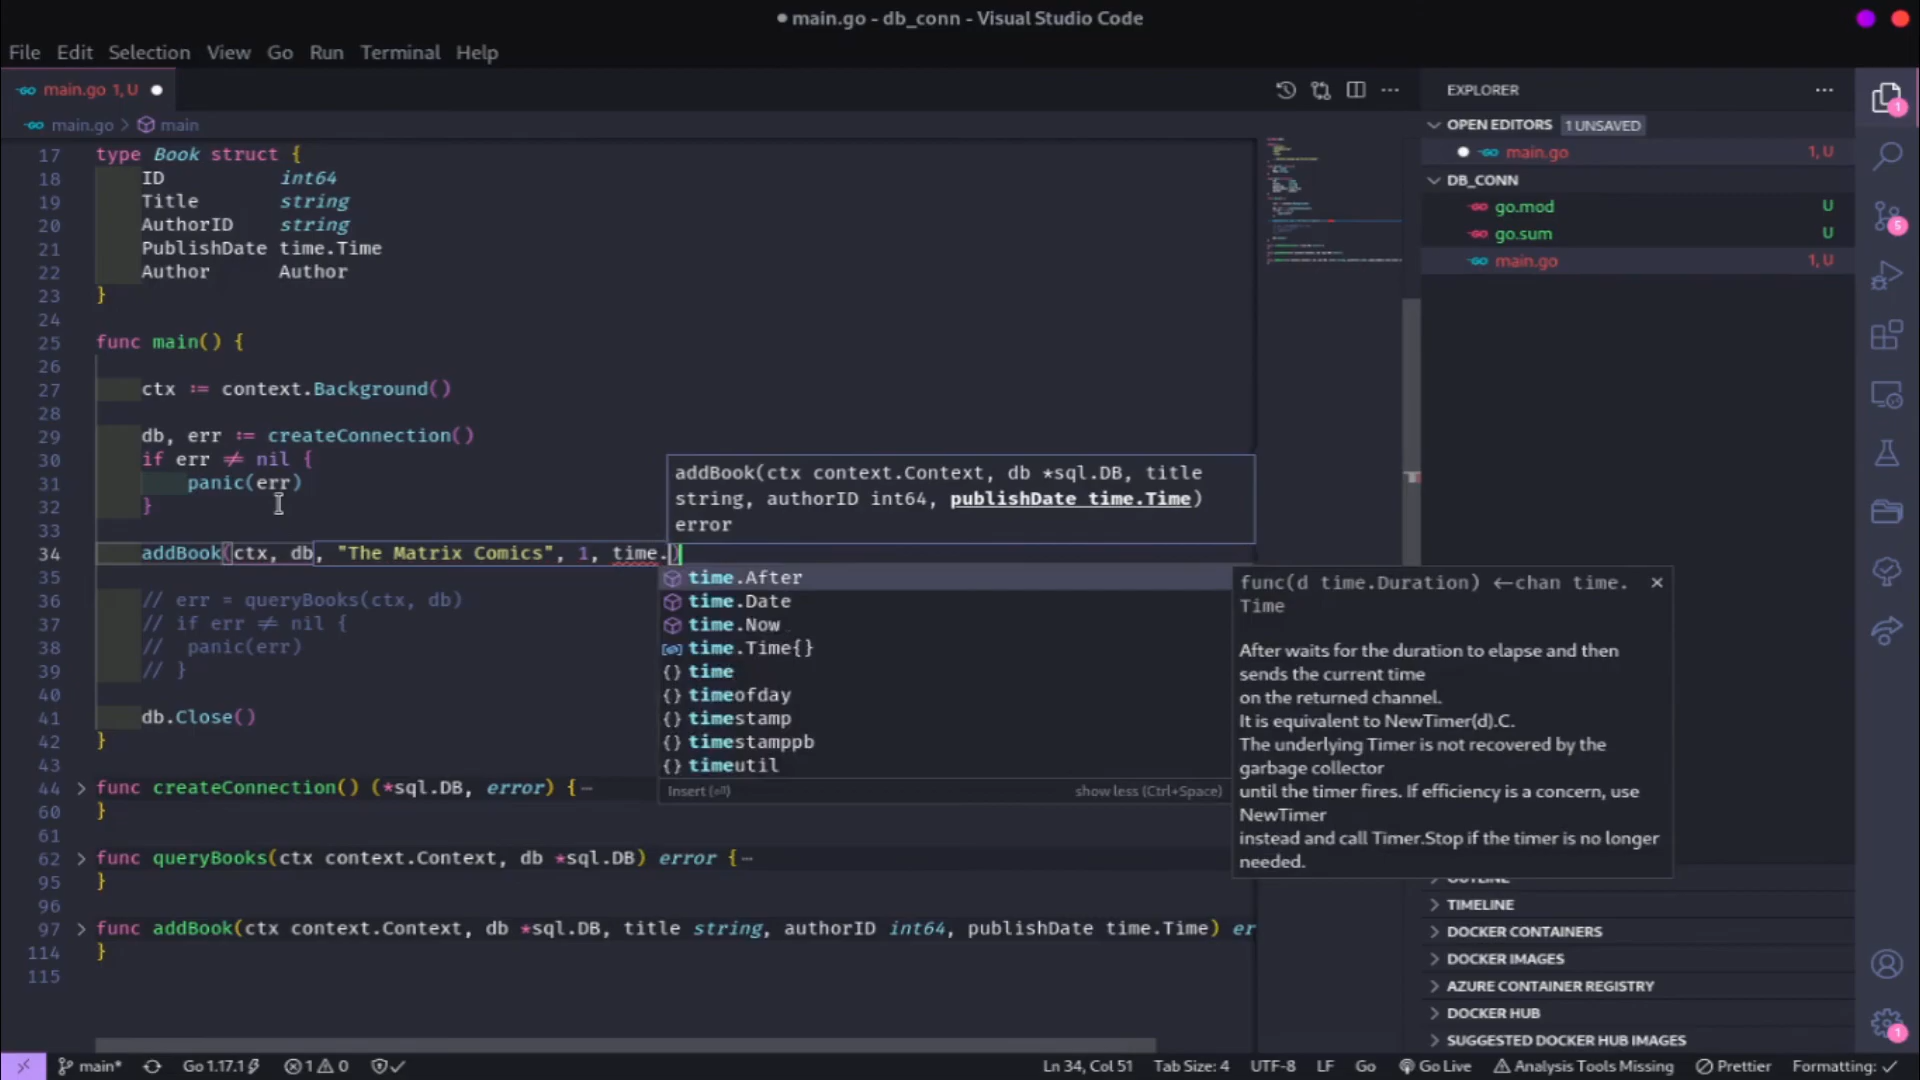 main.go - db_conn - Visual Studio Code
File Edit Selection View Go Run Terminal Help
main.go 1, U
main.go > main
17 type Book struct {
18 ID int64
19 Title string
20 AuthorID string
21 PublishDate time.Time
22 Author Author
23 }
24
25 func main() {
26
27 ctx := context.Background()
28
29 db, err := createConnection()
30 if err ≠ nil {
31 panic(err)
32 }
33
34 addBook(ctx, db, "The Matrix Comics", 1, time.)
35
36 // err = queryBooks(ctx, db)
37 // if err ≠ nil {
38 // panic(err)
39 // }
40
41 db.Close()
42 }
43
44 func createConnection() (*sql.DB, error) {
60 }
61
62 func queryBooks(ctx context.Context, db *sql.DB) error {
95 }
96
97 func addBook(ctx context.Context, db *sql.DB, title string, authorID int64, publishDate time.Time) er
114 }
115
addBook(ctx context.Context, db *sql.DB, title
string, authorID int64, publishDate time.Time)
error
time.After
time.Date
time.Now
time.Time{}
{} time
{} timeofday
{} timestamp
{} timestamppb
{} timeutil
Insert (⏎) show less (Ctrl+Space)
func(d time.Duration) ←chan time.
Time
After waits for the duration to elapse and then
sends the current time
on the returned channel.
It is equivalent to NewTimer(d).C.
The underlying Timer is not recovered by the
garbage collector
until the timer fires. If efficiency is a concern, use
NewTimer
instead and call Timer.Stop if the timer is no longer
needed.
EXPLORER
OPEN EDITORS 1 UNSAVED
main.go 1, U
DB_CONN
go.mod U
go.sum U
main.go 1, U
OUTLINE
TIMELINE
DOCKER CONTAINERS
DOCKER IMAGES
AZURE CONTAINER REGISTRY
DOCKER HUB
SUGGESTED DOCKER HUB IMAGES
1
5
1
main* Go 1.17.1 1 0 Ln 34, Col 51 Tab Size: 4 UTF-8 LF Go Go Live Analysis Tools Missing Prettier Formatting: ✓